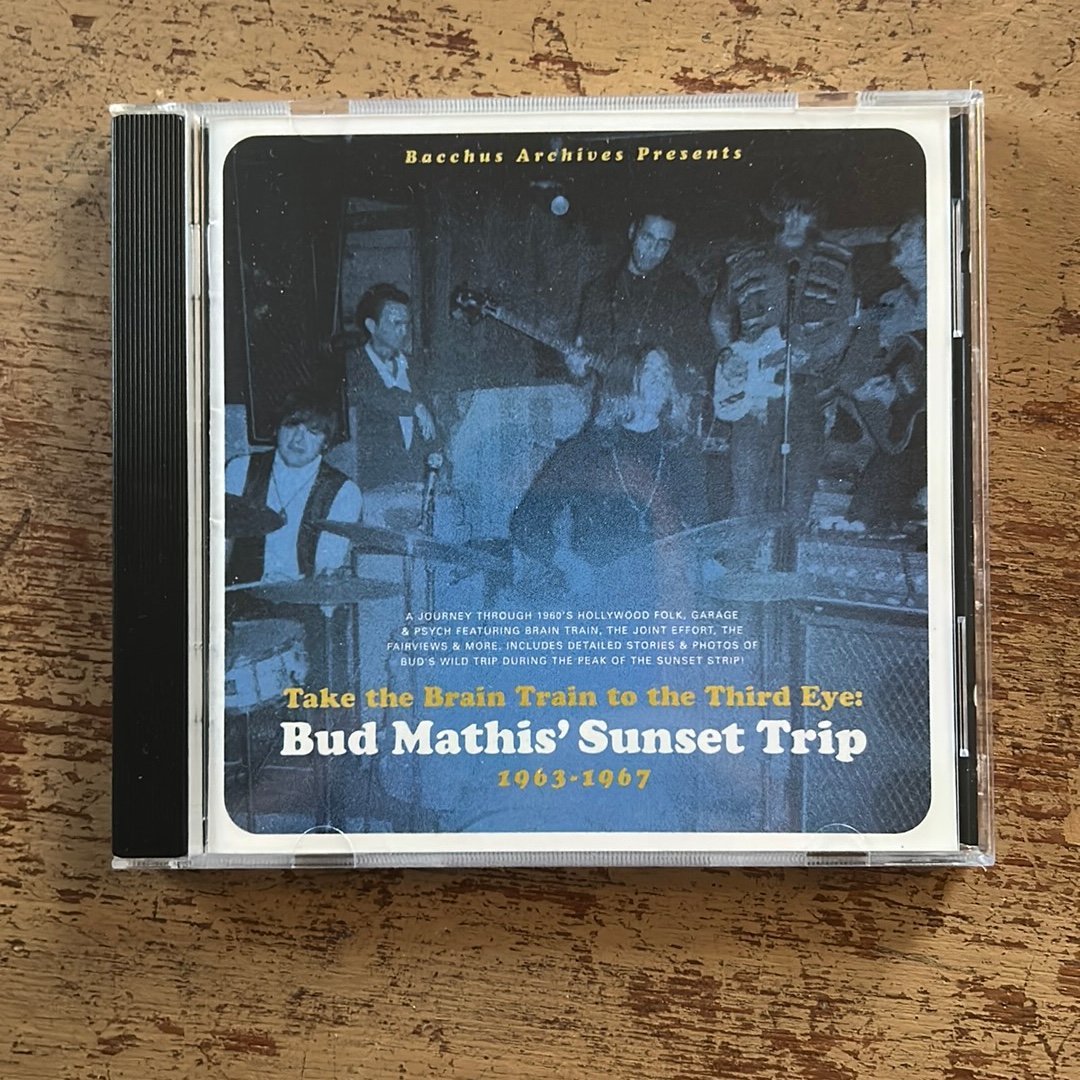 Bacchus Archives Presents
A JOURNEY THROUGH 1960'S HOLLYWOOD FOLK, GARAGE
& PSYCH FEATURING BRAIN TRAIN, THE JOINT EFFORT, THE
FAIRVIEWS & MORE. INCLUDES DETAILED STORIES & PHOTOS OF
BUD'S WILD TRIP DURING THE PEAK OF THE SUNSET STRIP!
Take the Brain Train to the Third Eye:
Bud Mathis' Sunset Trip
1963-1967